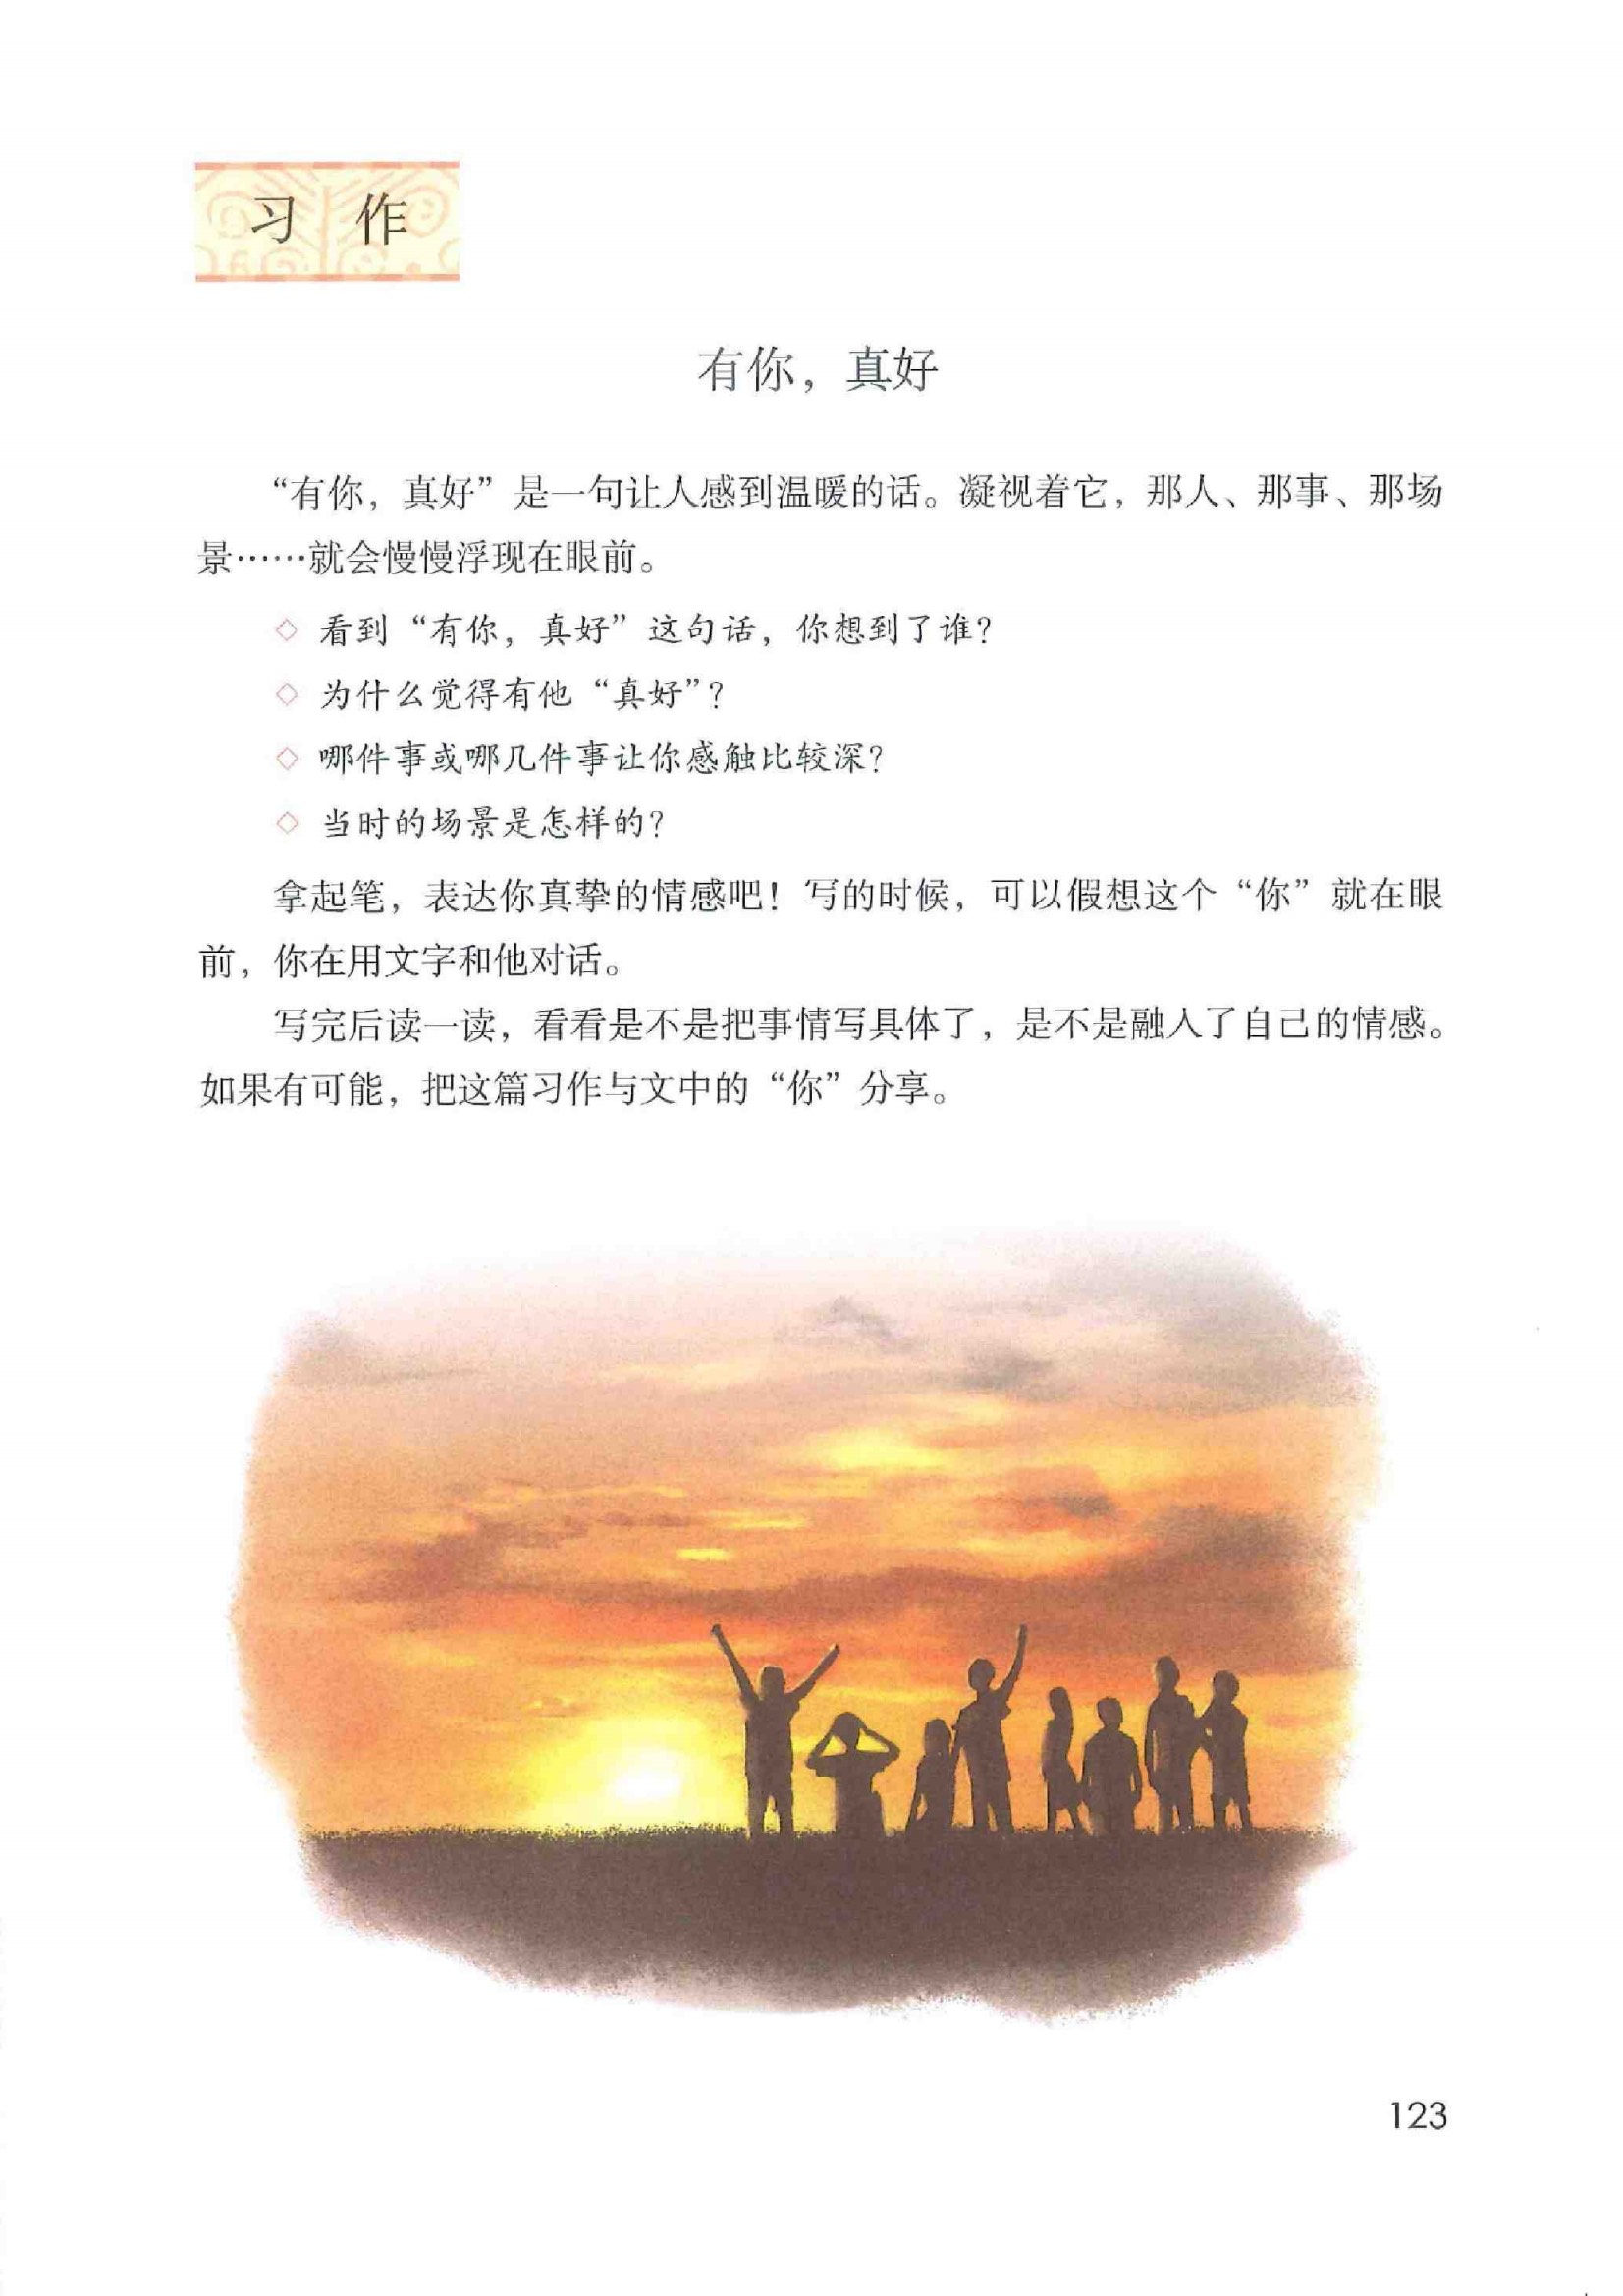 习 作
有你，真好
“有你，真好”是一句让人感到温暖的话。凝视着它，那人、那事、那场
景……就会慢慢浮现在眼前。
◇ 看到“有你，真好”这句话，你想到了谁？
◇ 为什么觉得有他“真好”？
◇ 哪件事或哪几件事让你感触比较深？
◇ 当时的场景是怎样的？
拿起笔，表达你真挚的情感吧！写的时候，可以假想这个“你”就在眼
前，你在用文字和他对话。
写完后读一读，看看是不是把事情写具体了，是不是融入了自己的情感。
如果有可能，把这篇习作与文中的“你”分享。
123